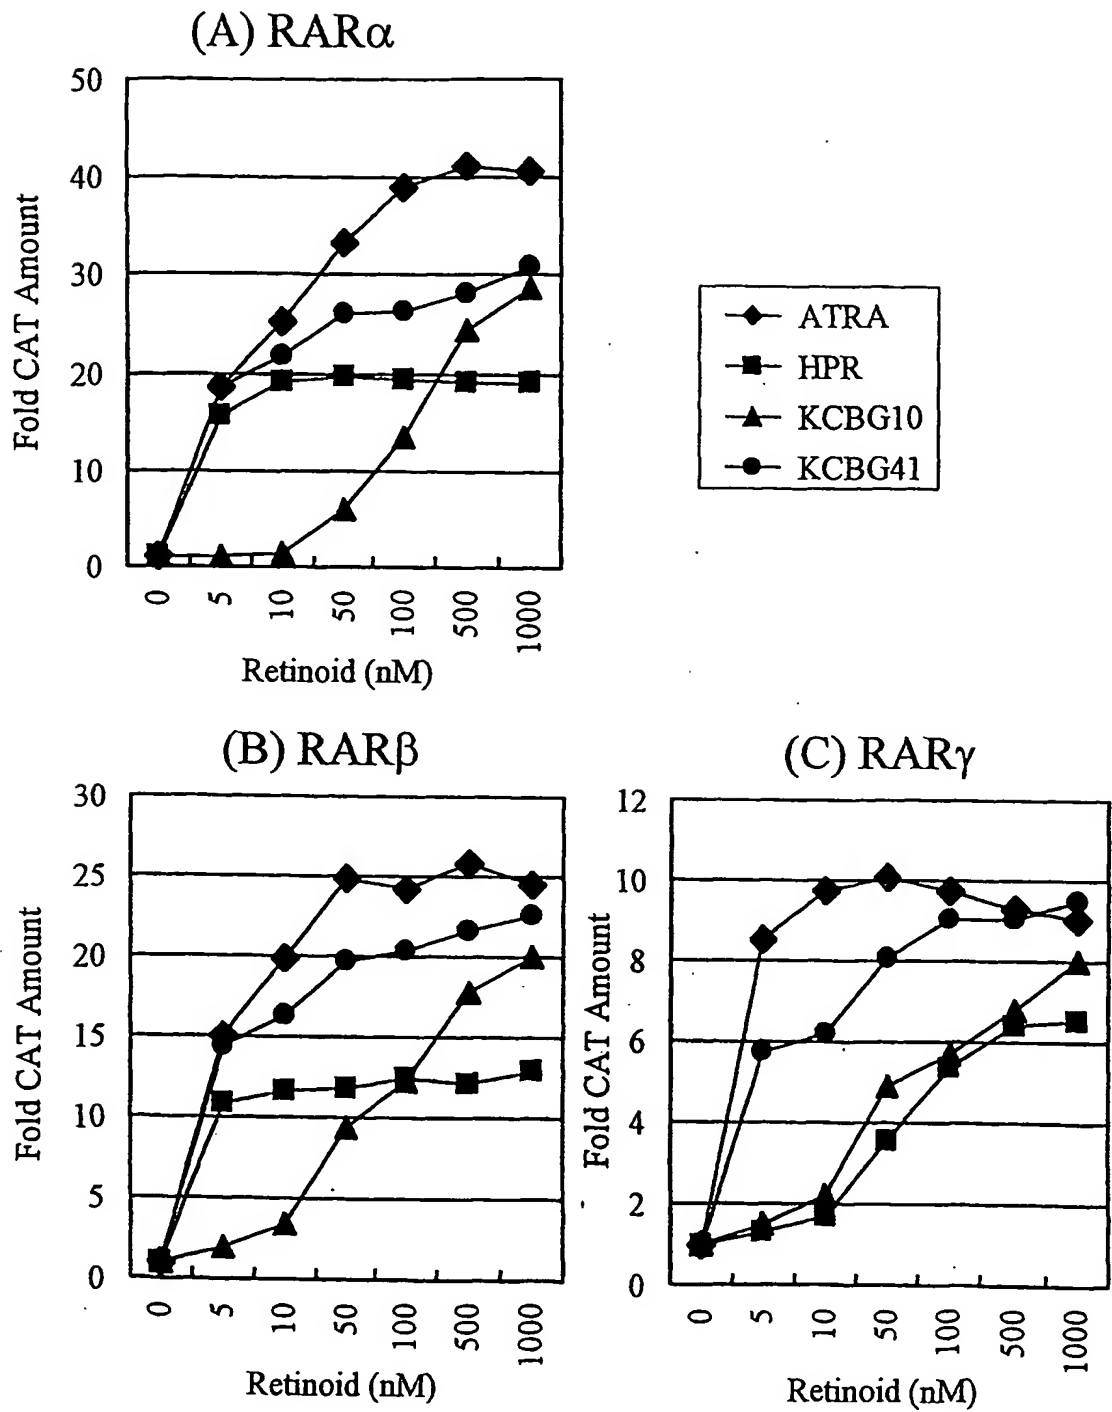 (A) RARα
50
40
30
20
10
0
Fold CAT Amount
0 5 10 50 100 500 1000
Retinoid (nM)
ATRA
HPR
KCBG10
KCBG41
(B) RARβ
30
25
20
15
10
5
0
Fold CAT Amount
0 5 10 50 100 500 1000
Retinoid (nM)
(C) RARγ
12
10
8
6
4
2
0
Fold CAT Amount
0 5 10 50 100 500 1000
Retinoid (nM)